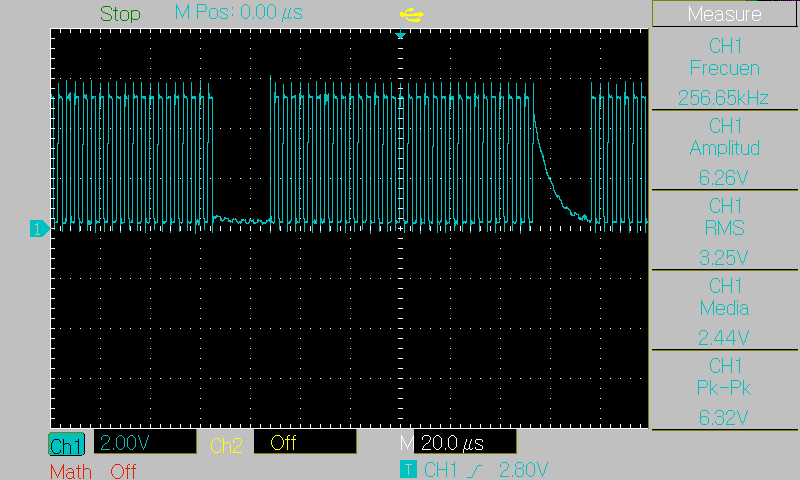 Stop M Pos: 0.00 µs Measure
CH1
Frecuen
256.65kHz
CH1
Amplitud
6.26V
CH1
RMS
3.25V
CH1
Media
2.44V
CH1
Pk-Pk
6.32V
1
Ch1 2.00V Ch2 Off M 20.0 µs
Math Off T CH1 2.80V